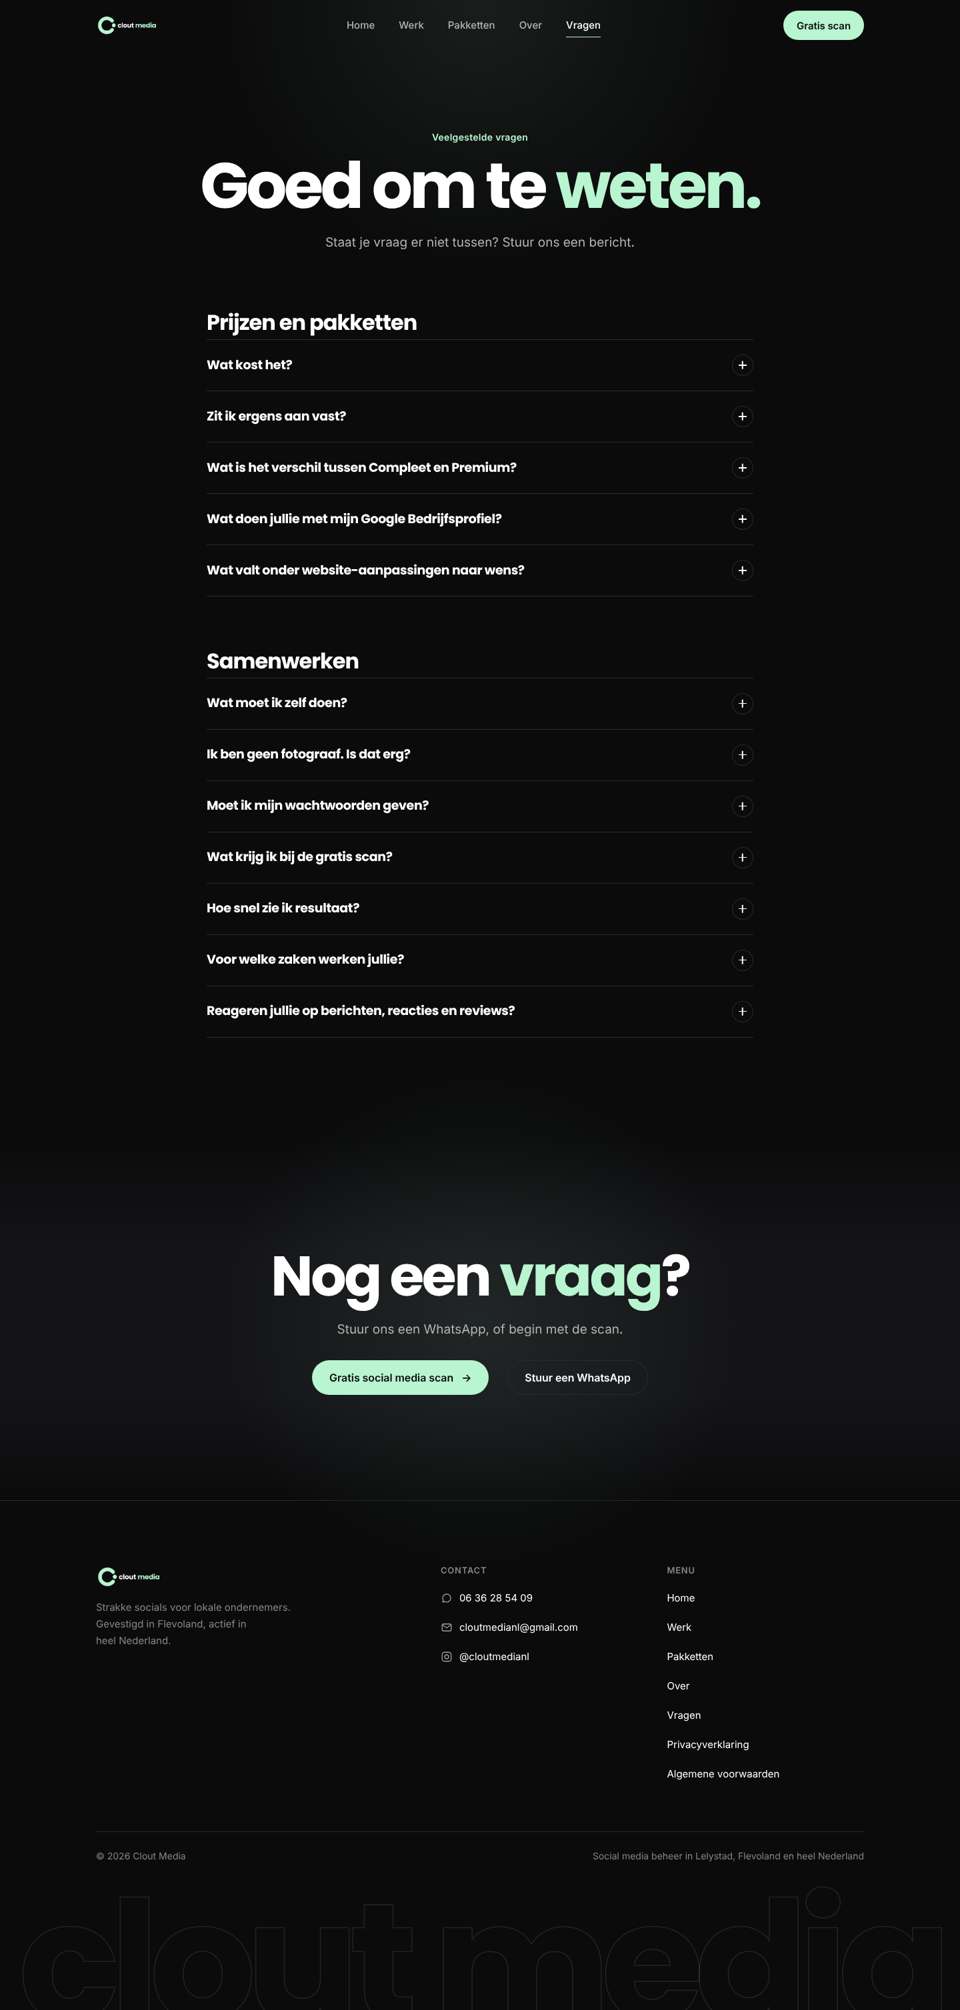 clout media
Home
Werk
Pakketten
Over
Vragen
Gratis scan
Veelgestelde vragen
Goed om te weten.
Staat je vraag er niet tussen? Stuur ons een bericht.
Prijzen en pakketten
Wat kost het?
Zit ik ergens aan vast?
Wat is het verschil tussen Compleet en Premium?
Wat doen jullie met mijn Google Bedrijfsprofiel?
Wat valt onder website-aanpassingen naar wens?
Samenwerken
Wat moet ik zelf doen?
Ik ben geen fotograaf. Is dat erg?
Moet ik mijn wachtwoorden geven?
Wat krijg ik bij de gratis scan?
Hoe snel zie ik resultaat?
Voor welke zaken werken jullie?
Reageren jullie op berichten, reacties en reviews?
Nog een vraag?
Stuur ons een WhatsApp, of begin met de scan.
Gratis social media scan →
Stuur een WhatsApp
clout media
Strakke socials voor lokale ondernemers.
Gevestigd in Flevoland, actief in
heel Nederland.
CONTACT
06 36 28 54 09
cloutmedianl@gmail.com
@cloutmedianl
MENU
Home
Werk
Pakketten
Over
Vragen
Privacyverklaring
Algemene voorwaarden
© 2026 Clout Media
Social media beheer in Lelystad, Flevoland en heel Nederland
clout media